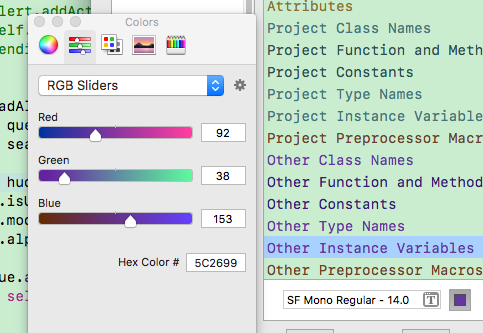 lert.addAct
elf.
endi
Colors
RGB Sliders
Red
92
Green
38
Blue
153
Hex Color #
5C2699
adAl
que
sea
hud
.isU
.mod
.alp
ue.a
sel
Attributes
Project Class Names
Project Function and Meth
Project Constants
Project Type Names
Project Instance Variable
Project Preprocessor Macr
Other Class Names
Other Function and Method
Other Constants
Other Type Names
Other Instance Variables
Other Preprocessor Macros
SF Mono Regular - 14.0
T